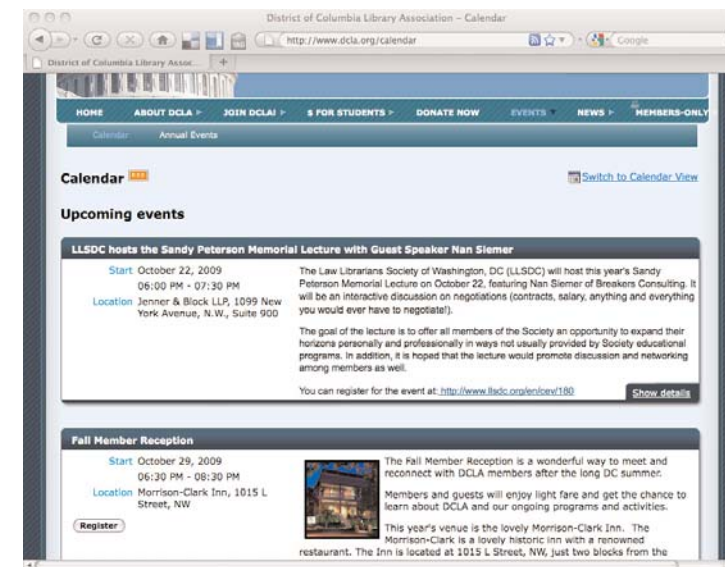 District of Columbia Library Association – Calendar
http://www.dcla.org/calendar
Google
District of Columbia Library Assoc...
HOME ABOUT DCLA JOIN DCLA! $ FOR STUDENTS DONATE NOW EVENTS NEWS MEMBERS-ONLY
Calendar Annual Events
Calendar
Switch to Calendar View
Upcoming events
LLSDC hosts the Sandy Peterson Memorial Lecture with Guest Speaker Nan Siemer
Start October 22, 2009
06:00 PM - 07:30 PM
Location Jenner & Block LLP, 1099 New
York Avenue, N.W., Suite 900
The Law Librarians Society of Washington, DC (LLSDC) will host this year's Sandy
Peterson Memorial Lecture on October 22, featuring Nan Siemer of Breakers Consulting. It
will be an interactive discussion on negotiations (contracts, salary, anything and everything
you would ever have to negotiate!).
The goal of the lecture is to offer all members of the Society an opportunity to expand their
horizons personally and professionally in ways not usually provided by Society educational
programs. In addition, it is hoped that the lecture would promote discussion and networking
among members as well.
You can register for the event at: http://www.llsdc.org/en/cev/180
Show details
Fall Member Reception
Start October 29, 2009
06:30 PM - 08:30 PM
Location Morrison-Clark Inn, 1015 L
Street, NW
Register
The Fall Member Reception is a wonderful way to meet and
reconnect with DCLA members after the long DC summer.
Members and guests will enjoy light fare and get the chance to
learn about DCLA and our ongoing programs and activities.
This year's venue is the lovely Morrison-Clark Inn. The
Morrison-Clark is a lovely historic inn with a renowned
restaurant. The Inn is located at 1015 L Street, NW, just two blocks from the